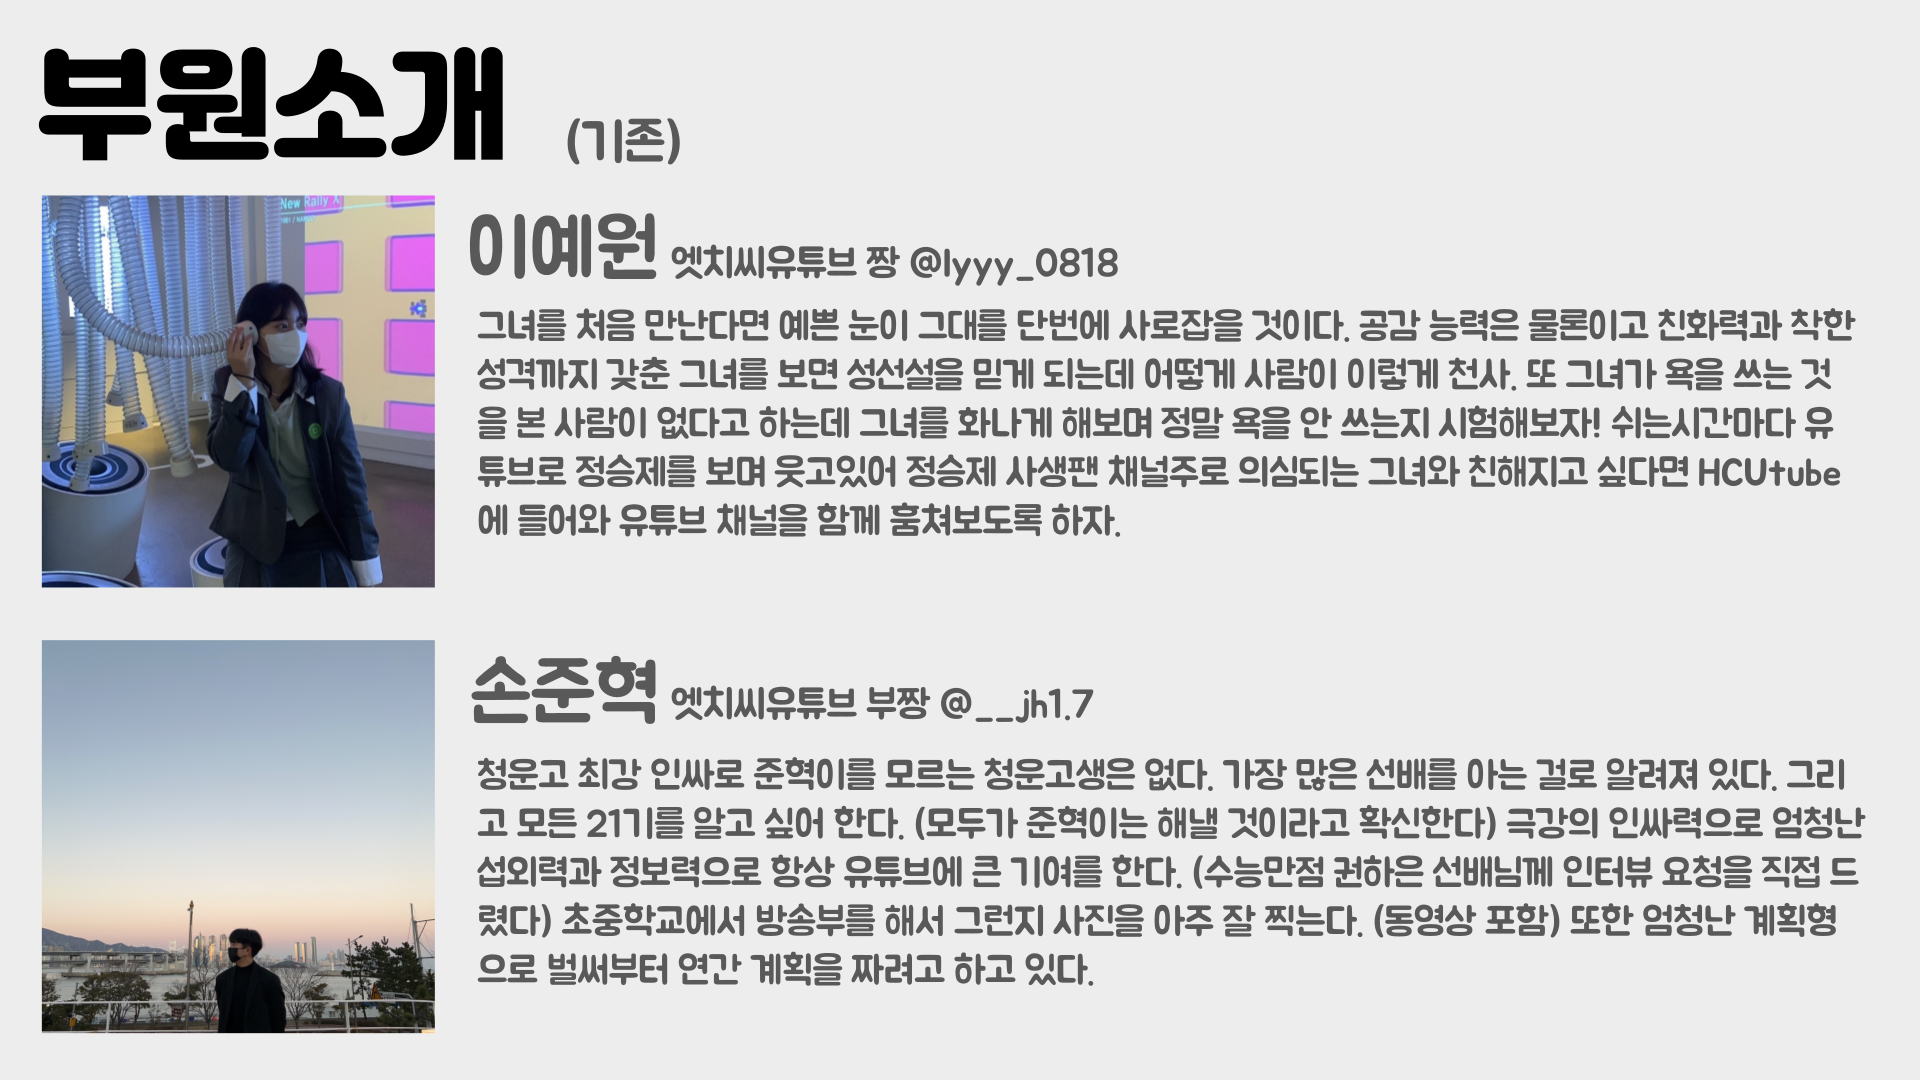 부원소개 (기존)
New Rally X
이예원 엣치씨유튜브 짱 @lyyy_0818
그녀를 처음 만난다면 예쁜 눈이 그대를 단번에 사로잡을 것이다. 공감 능력은 물론이고 친화력과 착한
성격까지 갖춘 그녀를 보면 성선설을 믿게 되는데 어떻게 사람이 이렇게 천사. 또 그녀가 욕을 쓰는 것
을 본 사람이 없다고 하는데 그녀를 화나게 해보며 정말 욕을 안 쓰는지 시험해보자! 쉬는시간마다 유
튜브로 정승제를 보며 웃고있어 정승제 사생팬 채널주로 의심되는 그녀와 친해지고 싶다면 HCUtube
에 들어와 유튜브 채널을 함께 훔쳐보도록 하자.
손준혁 엣치씨유튜브 부짱 @__jh1.7
청운고 최강 인싸로 준혁이를 모르는 청운고생은 없다. 가장 많은 선배를 아는 걸로 알려져 있다. 그리
고 모든 21기를 알고 싶어 한다. (모두가 준혁이는 해낼 것이라고 확신한다) 극강의 인싸력으로 엄청난
섭외력과 정보력으로 항상 유튜브에 큰 기여를 한다. (수능만점 권하은 선배님께 인터뷰 요청을 직접 드
렸다) 초중학교에서 방송부를 해서 그런지 사진을 아주 잘 찍는다. (동영상 포함) 또한 엄청난 계획형
으로 벌써부터 연간 계획을 짜려고 하고 있다.